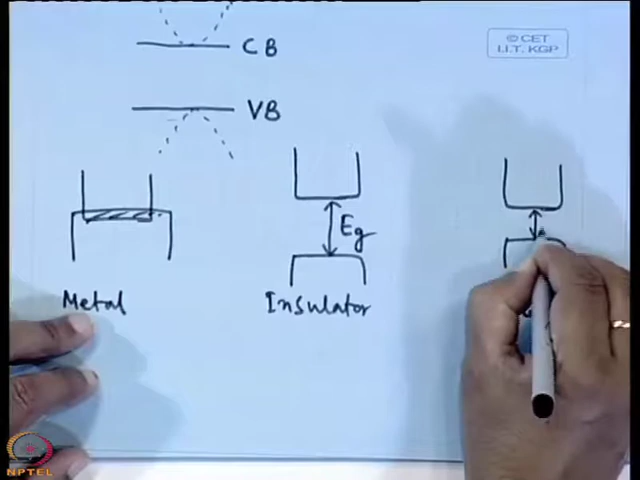 CB
© CET
I.I.T. KGP
VB
Eg
Metal
Insulator
NPTEL